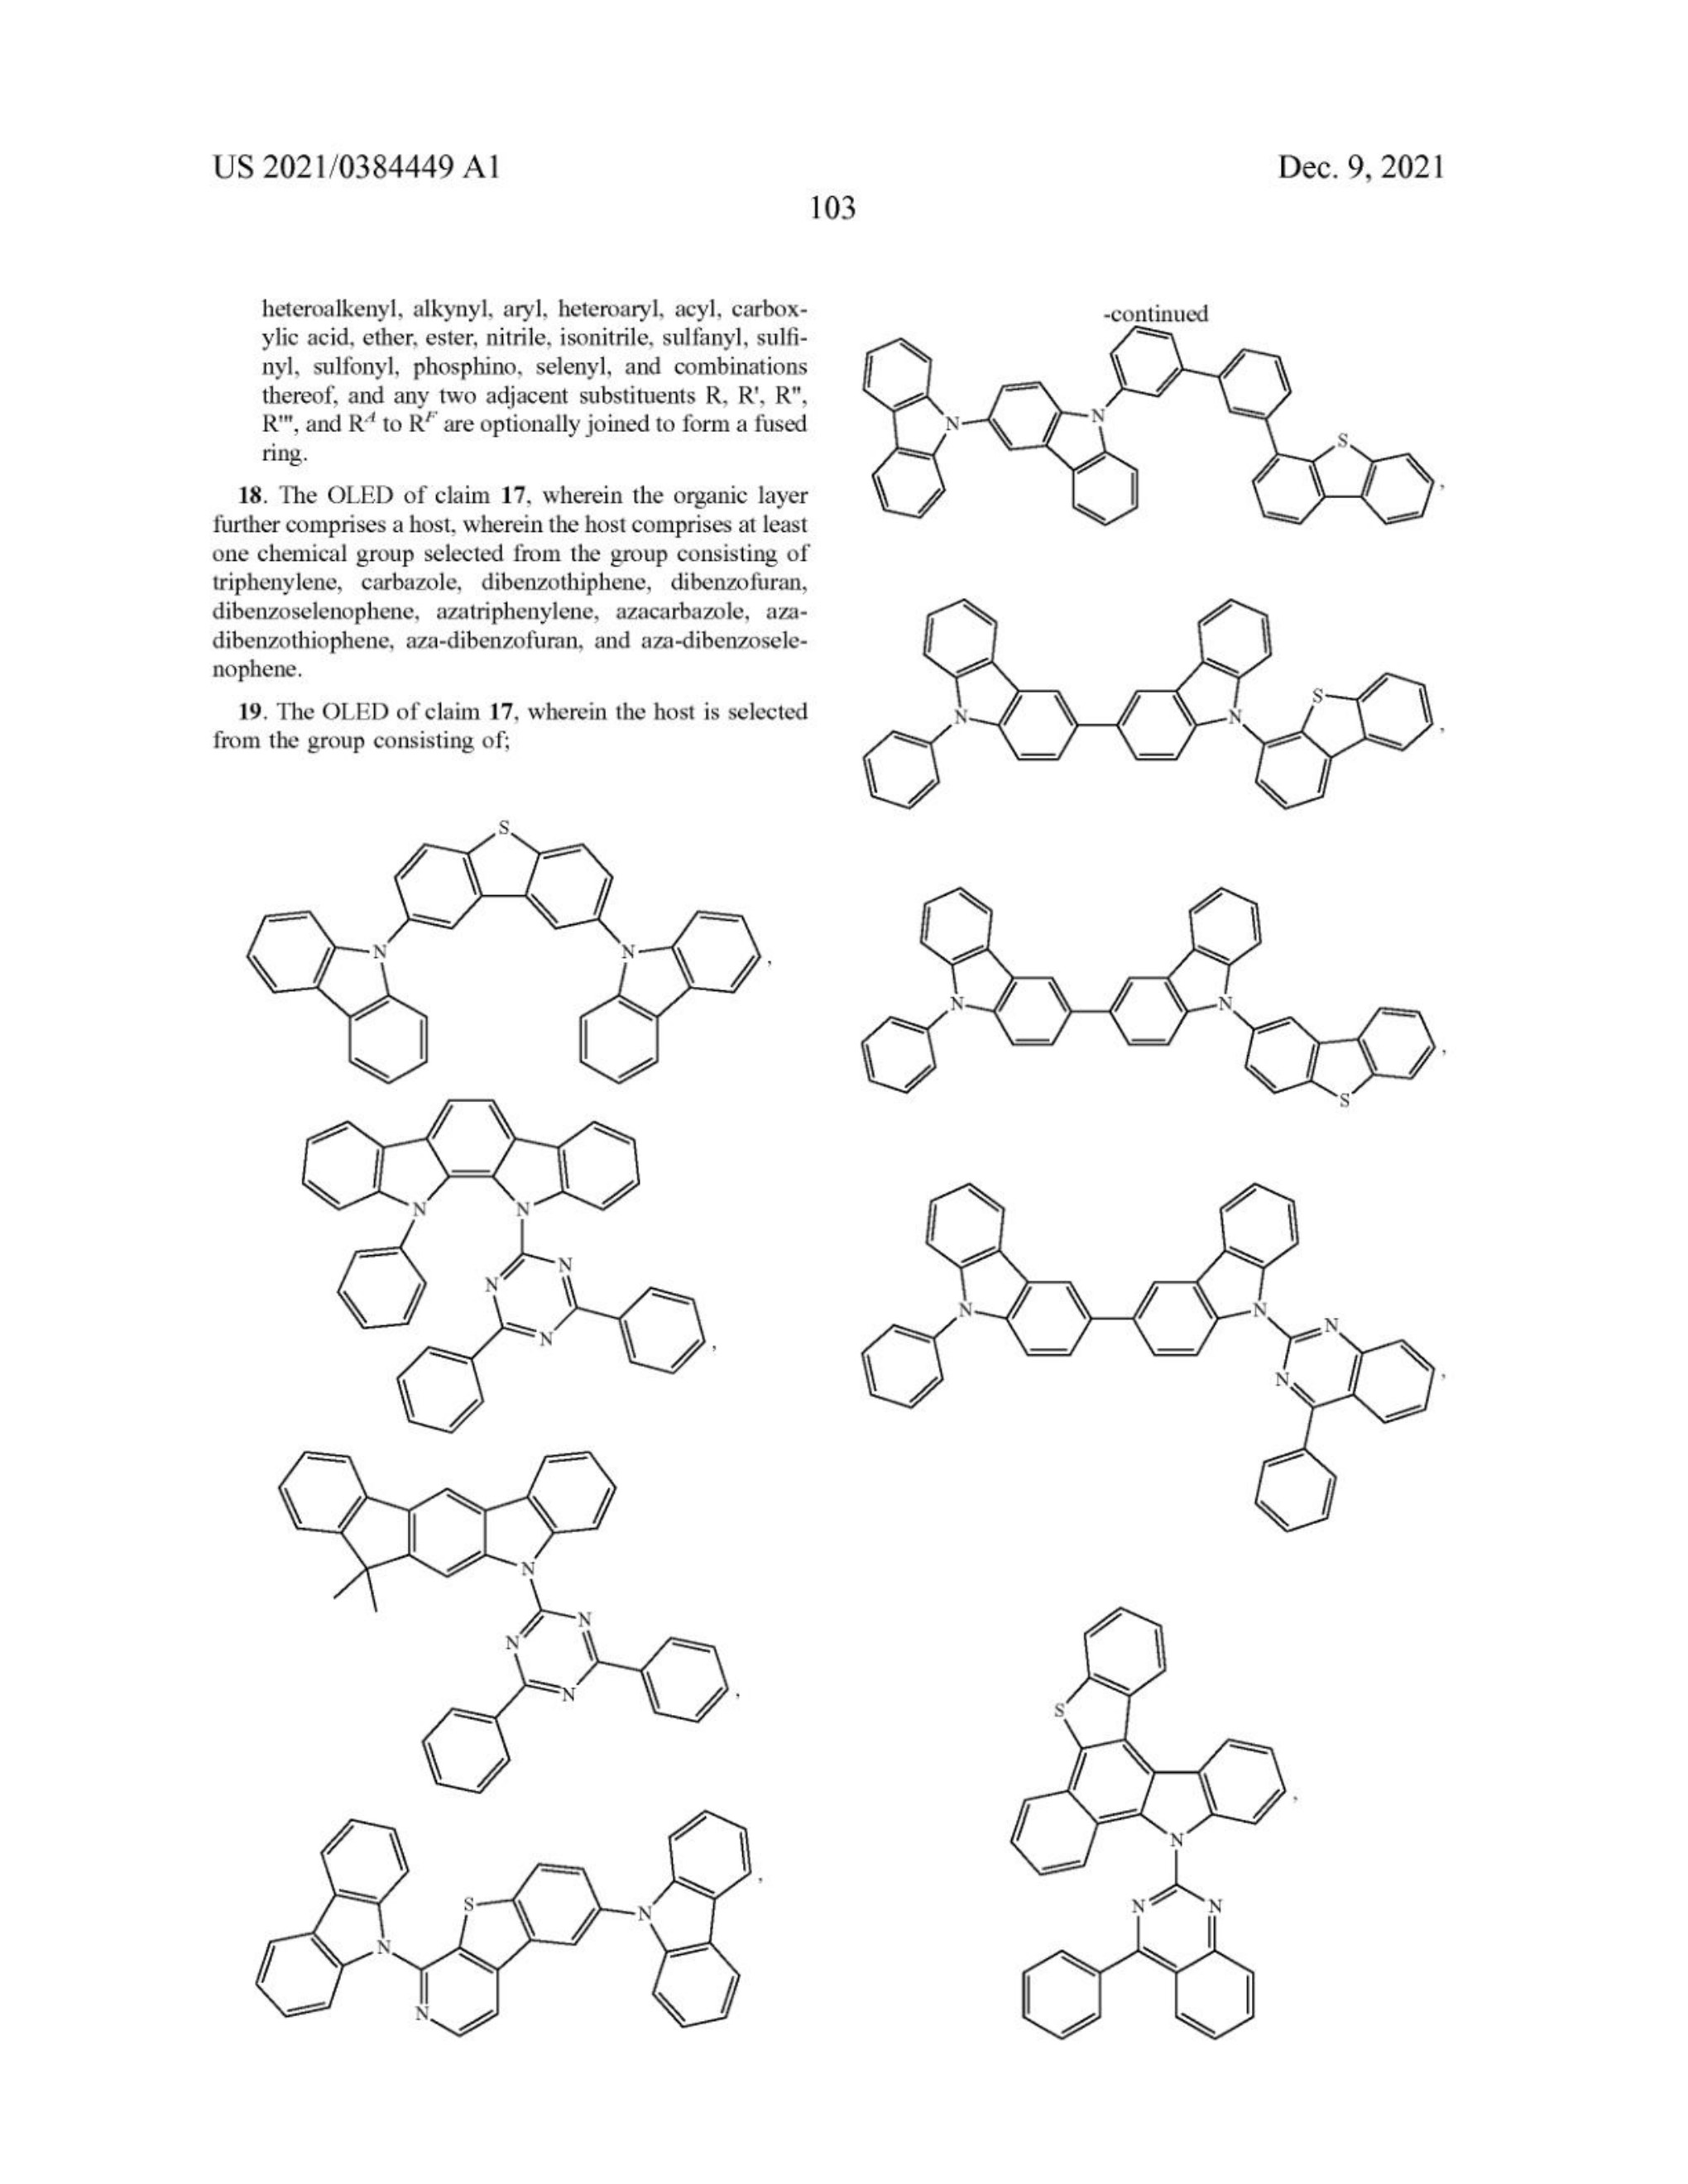 US 2021/0384449 A1
Dec. 9, 2021
103
heteroalkenyl, alkynyl, aryl, heteroaryl, acyl, carbox-
ylic acid, ether, ester, nitrile, isonitrile, sulfanyl, sulfi-
nyl, sulfonyl, phosphino, selenyl, and combinations
thereof, and any two adjacent substituents R, R', R",
R'", and R^A to R^F are optionally joined to form a fused
ring.
18. The OLED of claim 17, wherein the organic layer
further comprises a host, wherein the host comprises at least
one chemical group selected from the group consisting of
triphenylene, carbazole, dibenzothiphene, dibenzofuran,
dibenzoselenophene, azatriphenylene, azacarbazole, aza-
dibenzothiophene, aza-dibenzofuran, and aza-dibenzosele-
nophene.
19. The OLED of claim 17, wherein the host is selected
from the group consisting of;
S
N
N
,
N
N
N
N
N
,
N
N
N
N
,
S
N
N
N
,
-continued
N
N
S
,
N
N
S
,
N
N
S
,
N
N
N
N
,
S
N
N
N
,